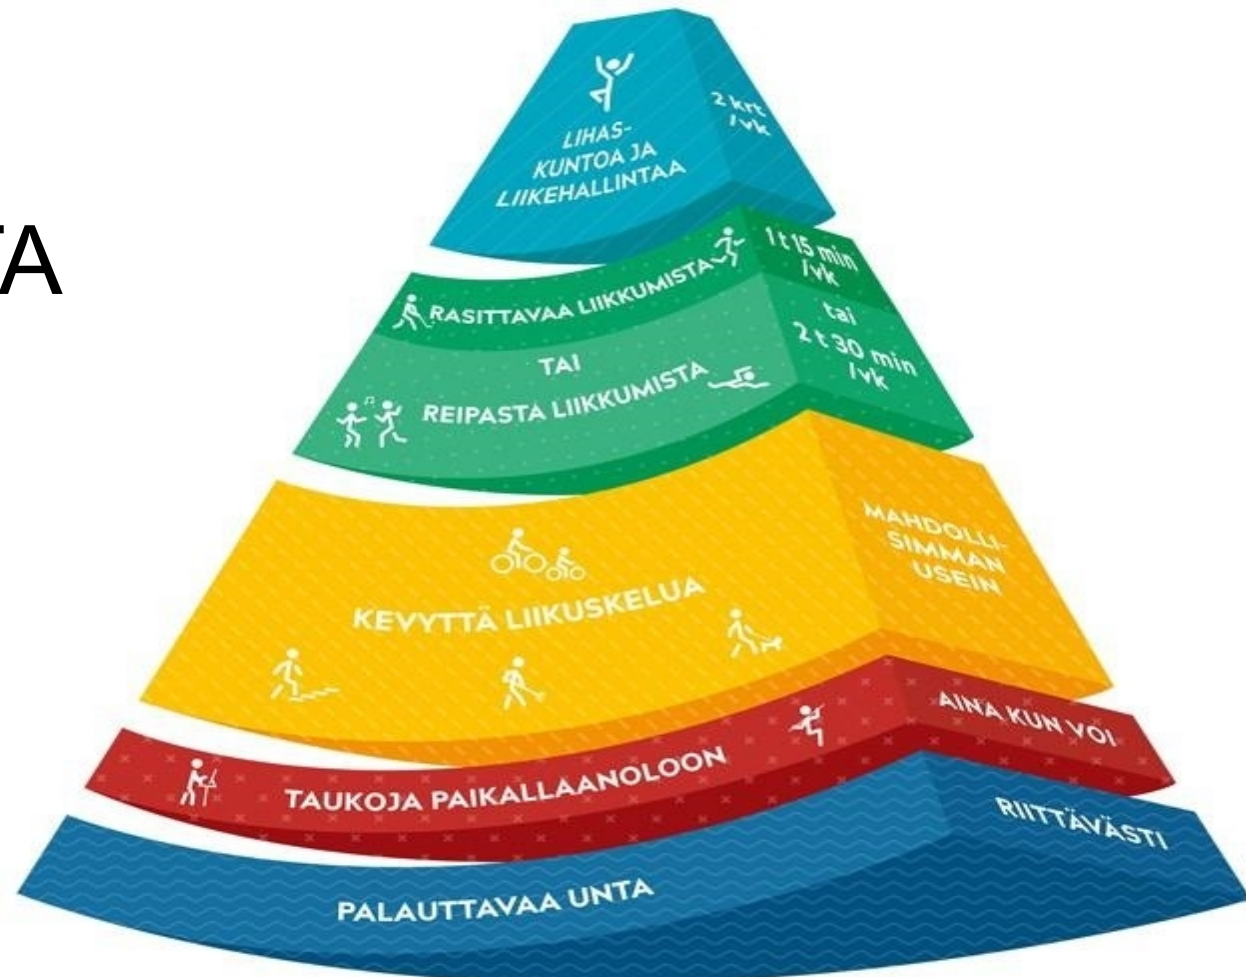 TA
LIHAS-
KUNTOA JA
LIIKEHALLINTAA
2 krt
/vk
RASITTAVAA LIIKKUMISTA
1 t 15 min
/vk
TAI
REIPASTA LIIKKUMISTA
tai
2 t 30 min
/vk
KEVYTTÄ LIIKUSKELUA
MAHDOLLI-
SIMMAN
USEIN
TAUKOJA PAIKALLAANOLOON
AINA KUN VOI
PALAUTTAVAA UNTA
RIITTÄVÄSTI